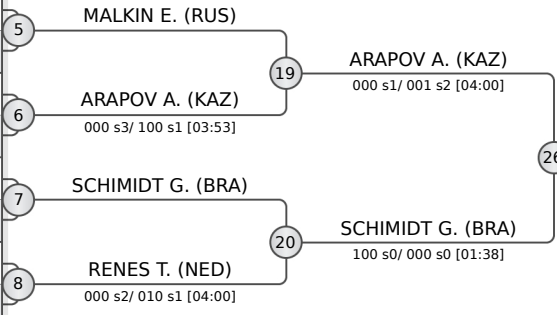 5
MALKIN E. (RUS)
19
ARAPOV A. (KAZ)
000 s1/ 001 s2 [04:00]
6
ARAPOV A. (KAZ)
000 s3/ 100 s1 [03:53]
26
7
SCHIMIDT G. (BRA)
20
SCHIMIDT G. (BRA)
100 s0/ 000 s0 [01:38]
8
RENES T. (NED)
000 s2/ 010 s1 [04:00]